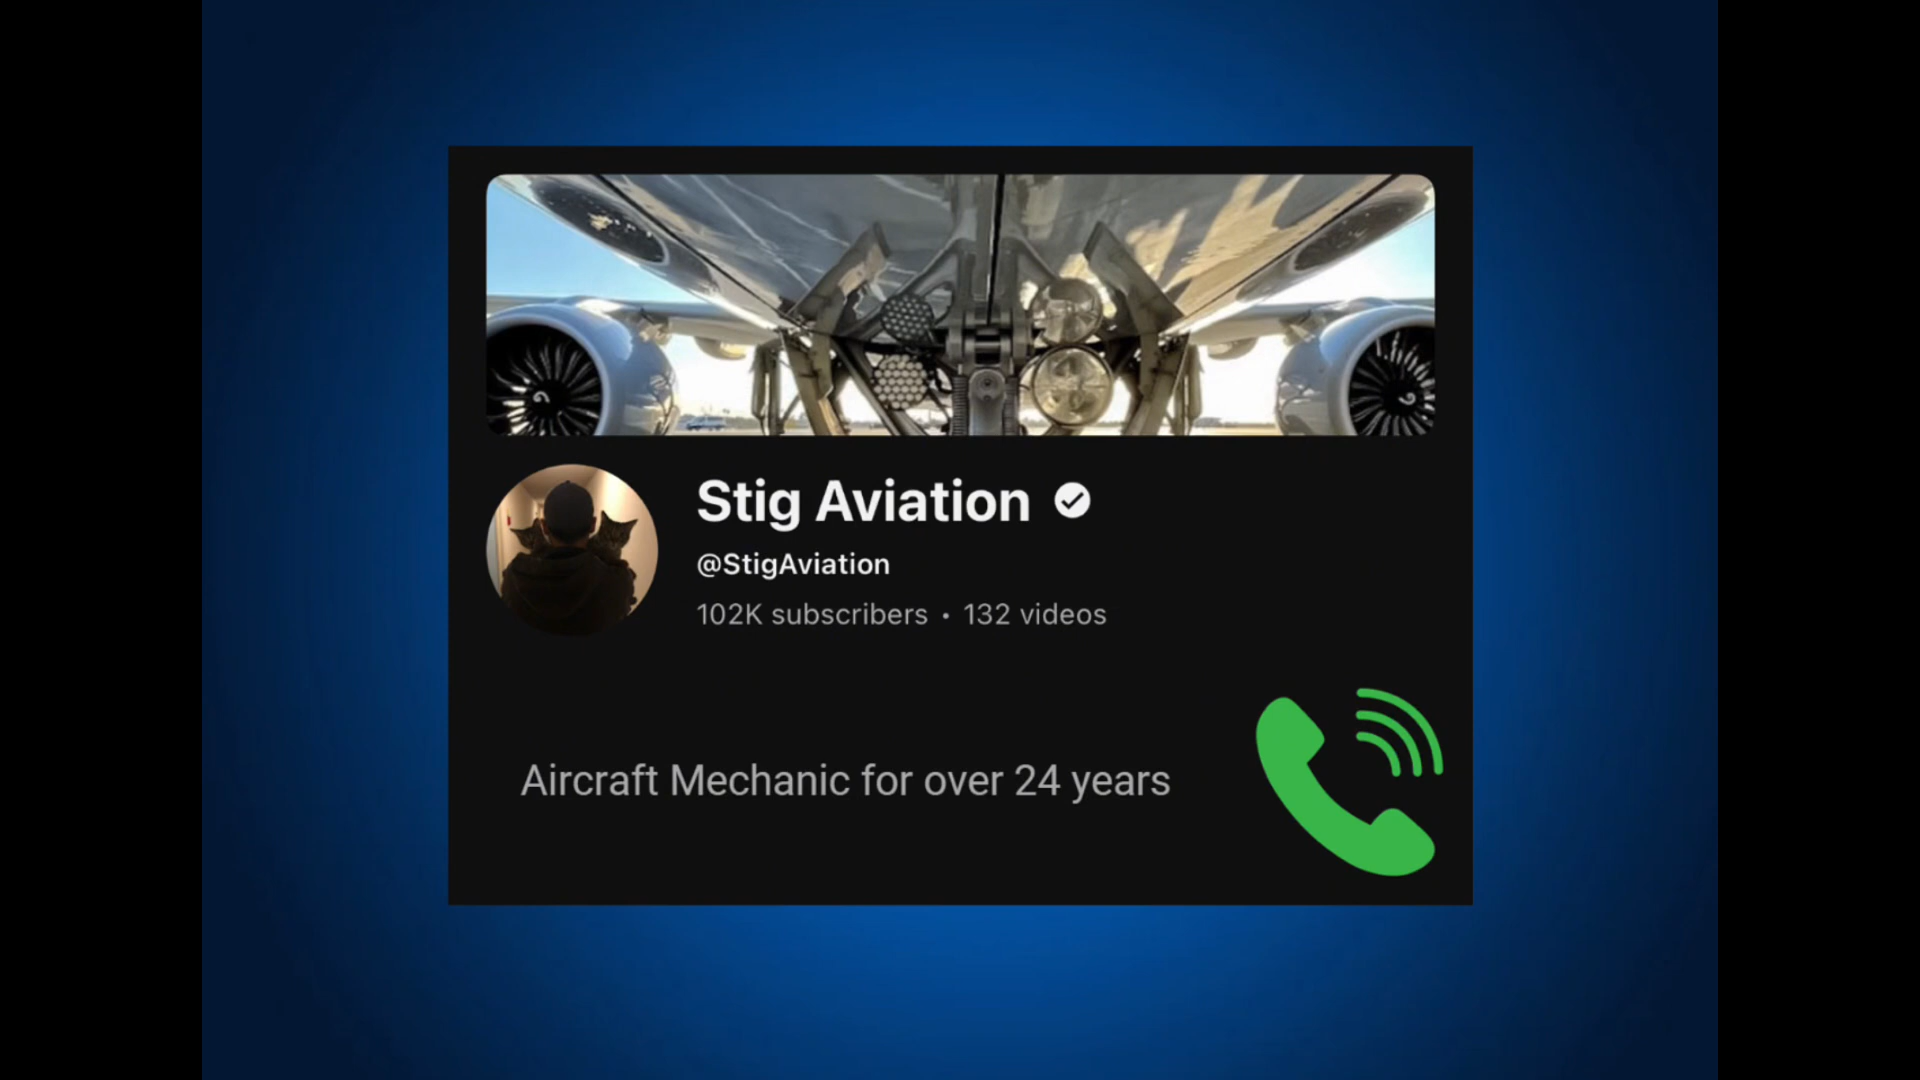 Stig Aviation
@StigAviation
102K subscribers • 132 videos
Aircraft Mechanic for over 24 years